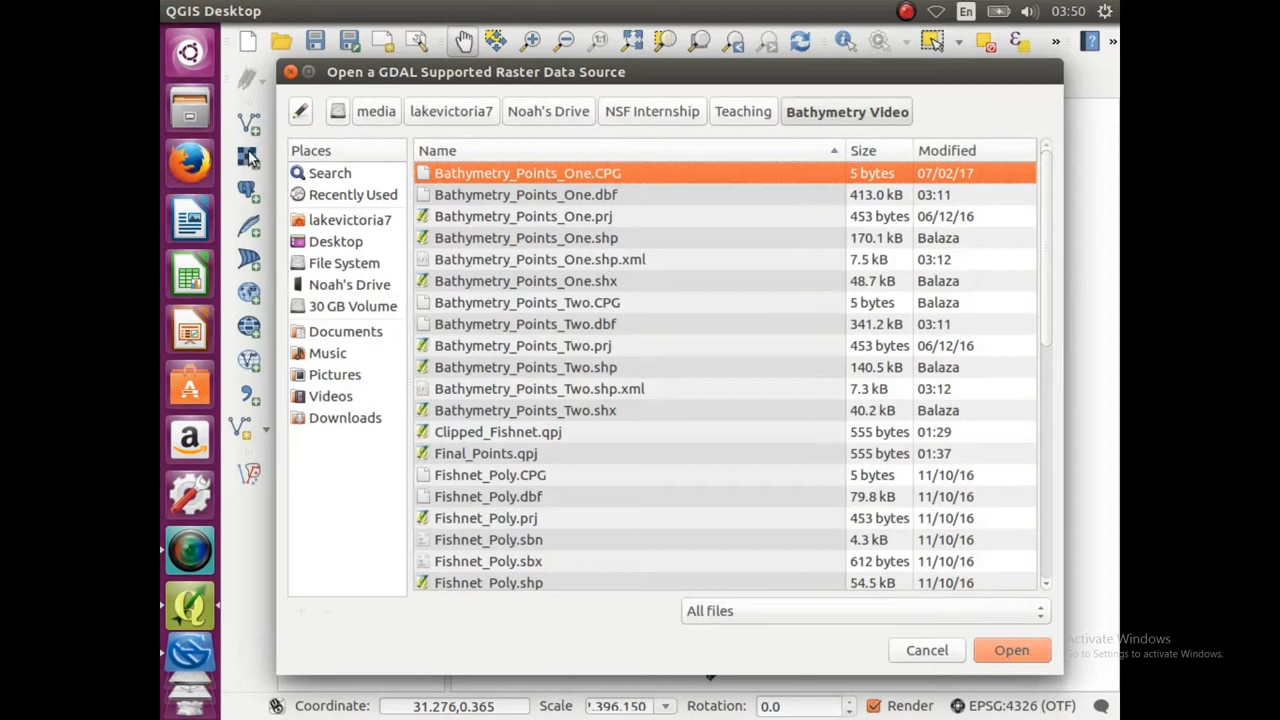 QGIS Desktop
En
03:50
Open a GDAL Supported Raster Data Source
media lakevictoria7 Noah's Drive NSF Internship Teaching Bathymetry Video
Places
Search
Recently Used
lakevictoria7
Desktop
File System
Noah's Drive
30 GB Volume
Documents
Music
Pictures
Videos
Downloads
Name Size Modified
Bathymetry_Points_One.CPG 5 bytes 07/02/17
Bathymetry_Points_One.dbf 413.0 kB 03:11
Bathymetry_Points_One.prj 453 bytes 06/12/16
Bathymetry_Points_One.shp 170.1 kB Balaza
Bathymetry_Points_One.shp.xml 7.5 kB 03:12
Bathymetry_Points_One.shx 48.7 kB Balaza
Bathymetry_Points_Two.CPG 5 bytes Balaza
Bathymetry_Points_Two.dbf 341.2 kB 03:11
Bathymetry_Points_Two.prj 453 bytes 06/12/16
Bathymetry_Points_Two.shp 140.5 kB Balaza
Bathymetry_Points_Two.shp.xml 7.3 kB 03:12
Bathymetry_Points_Two.shx 40.2 kB Balaza
Clipped_Fishnet.qpj 555 bytes 01:29
Final_Points.qpj 555 bytes 01:37
Fishnet_Poly.CPG 5 bytes 11/10/16
Fishnet_Poly.dbf 79.8 kB 11/10/16
Fishnet_Poly.prj 453 bytes 11/10/16
Fishnet_Poly.sbn 4.3 kB 11/10/16
Fishnet_Poly.sbx 612 bytes 11/10/16
Fishnet_Poly.shp 54.5 kB 11/10/16
All files
Cancel Open
Activate Windows
Go to Settings to activate Windows.
Coordinate: 31.276,0.365 Scale !.396.150 Rotation: 0.0 Render EPSG:4326 (OTF)